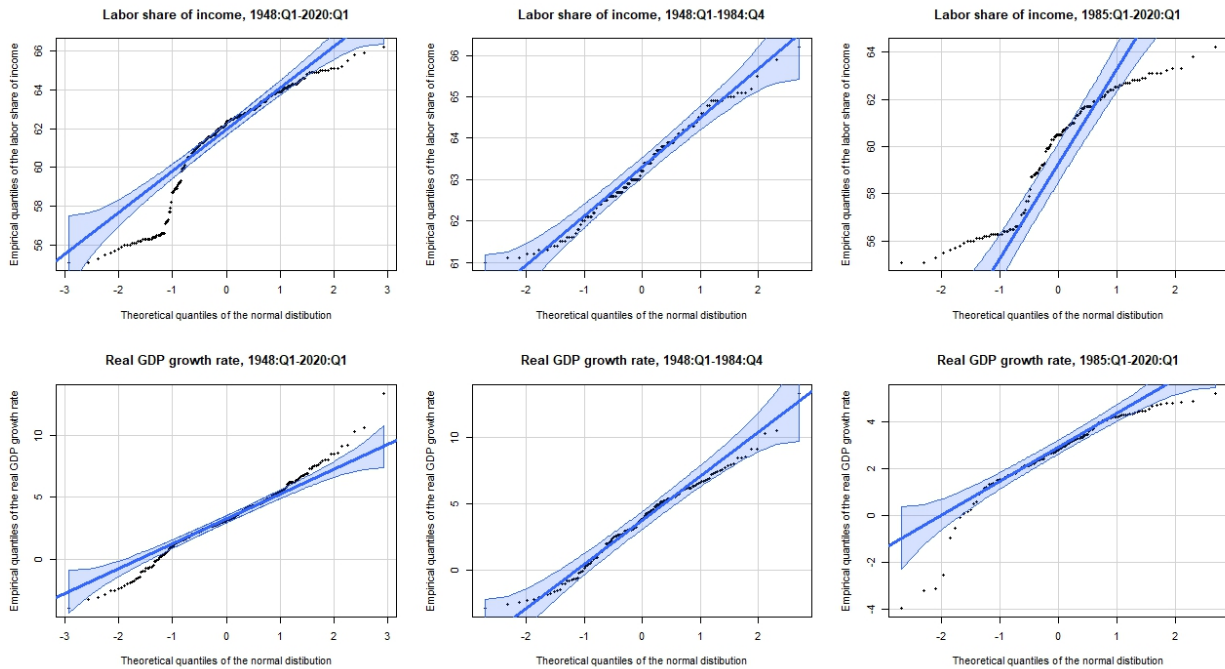 Labor share of income, 1948:Q1-2020:Q1
Empirical quantiles of the labor share of income
66
64
62
60
58
56
-3 -2 -1 0 1 2 3
Theoretical quantiles of the normal distibution
Labor share of income, 1948:Q1-1984:Q4
Empirical quantiles of the labor share of income
66
65
64
63
62
61
-2 -1 0 1 2
Theoretical quantiles of the normal distibution
Labor share of income, 1985:Q1-2020:Q1
Empirical quantiles of the labor share of income
64
62
60
58
56
-2 -1 0 1 2
Theoretical quantiles of the normal distibution
Real GDP growth rate, 1948:Q1-2020:Q1
Empirical quantiles of the real GDP growth rate
10
5
0
-3 -2 -1 0 1 2 3
Theoretical quantiles of the normal distibution
Real GDP growth rate, 1948:Q1-1984:Q4
Empirical quantiles of the real GDP growth rate
10
5
0
-2 -1 0 1 2
Theoretical quantiles of the normal distibution
Real GDP growth rate, 1985:Q1-2020:Q1
Empirical quantiles of the real GDP growth rate
4
2
0
-2
-4
-2 -1 0 1 2
Theoretical quantiles of the normal distibution